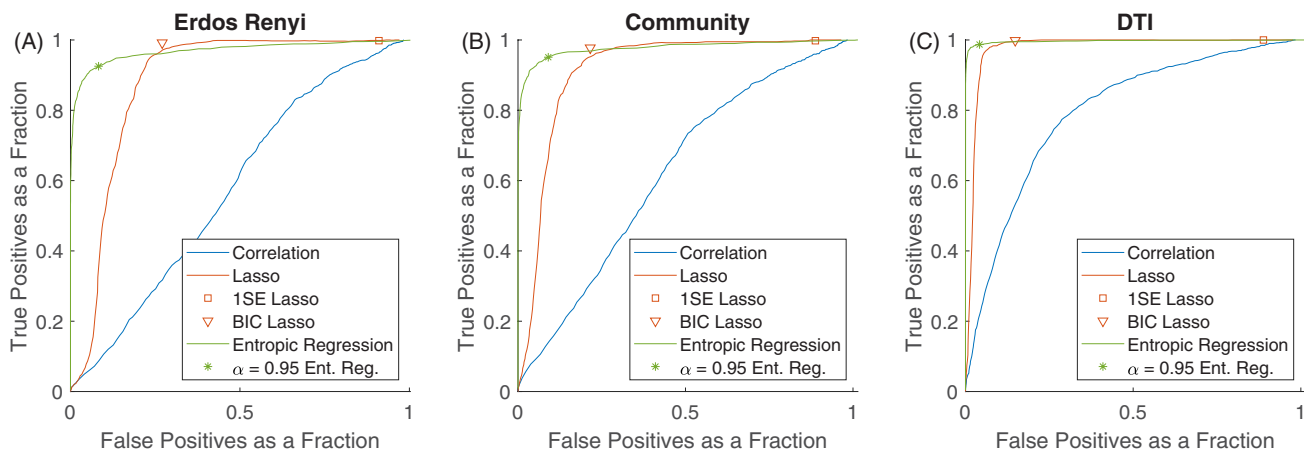 Erdos Renyi
(A)
True Positives as a Fraction
1
0.8
0.6
0.4
0.2
0
0
0.5
1
False Positives as a Fraction
Correlation
Lasso
1SE Lasso
BIC Lasso
Entropic Regression
α = 0.95 Ent. Reg.
Community
(B)
True Positives as a Fraction
1
0.8
0.6
0.4
0.2
0
0
0.5
1
False Positives as a Fraction
Correlation
Lasso
1SE Lasso
BIC Lasso
Entropic Regression
α = 0.95 Ent. Reg.
DTI
(C)
True Positives as a Fraction
1
0.8
0.6
0.4
0.2
0
0
0.5
1
False Positives as a Fraction
Correlation
Lasso
1SE Lasso
BIC Lasso
Entropic Regression
α = 0.95 Ent. Reg.